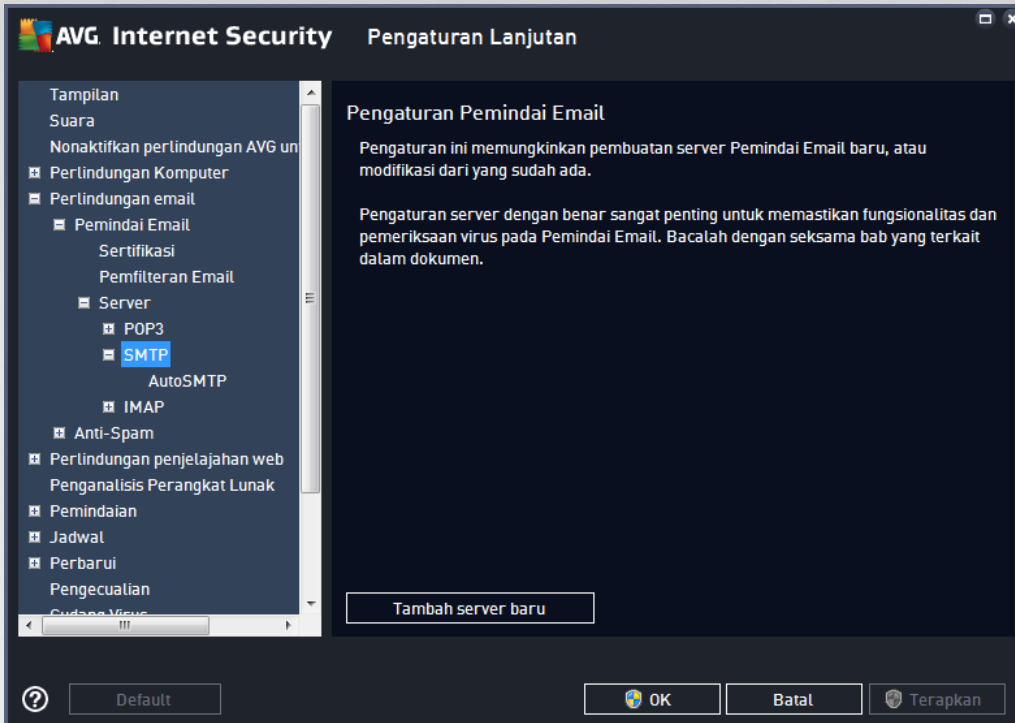 AVG Internet Security Pengaturan Lanjutan
Tampilan
Suara
Nonaktifkan perlindungan AVG un
Perlindungan Komputer
Perlindungan email
Pemindai Email
Sertifikasi
Pemfilteran Email
Server
POP3
SMTP
AutoSMTP
IMAP
Anti-Spam
Perlindungan penjelajahan web
Penganalisis Perangkat Lunak
Pemindaian
Jadwal
Perbarui
Pengecualian
Gudang Virus
Pengaturan Pemindai Email
Pengaturan ini memungkinkan pembuatan server Pemindai Email baru, atau
modifikasi dari yang sudah ada.
Pengaturan server dengan benar sangat penting untuk memastikan fungsionalitas dan
pemeriksaan virus pada Pemindai Email. Bacalah dengan seksama bab yang terkait
dalam dokumen.
Tambah server baru
? Default OK Batal Terapkan